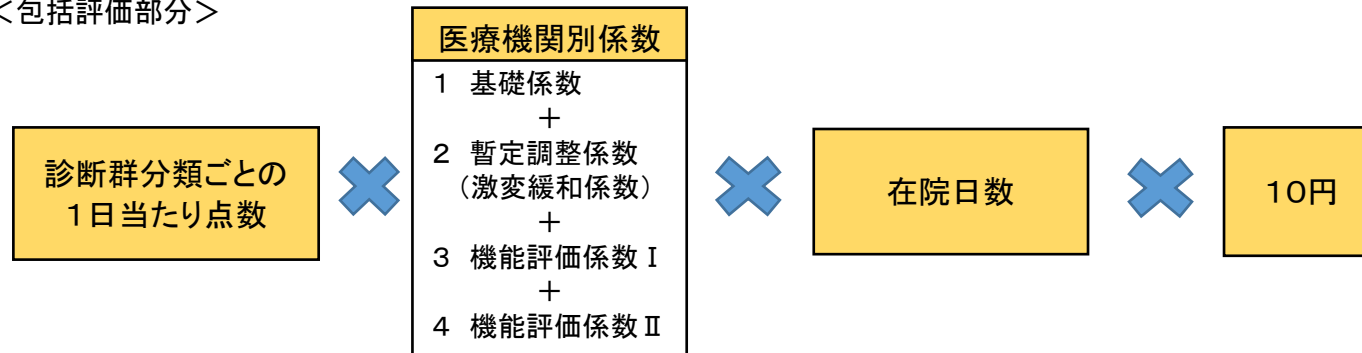 ＜包括評価部分＞
医療機関別係数
１ 基礎係数
＋
２ 暫定調整係数
（激変緩和係数）
＋
３ 機能評価係数Ⅰ
＋
４ 機能評価係数Ⅱ
診断群分類ごとの
１日当たり点数
在院日数
１０円